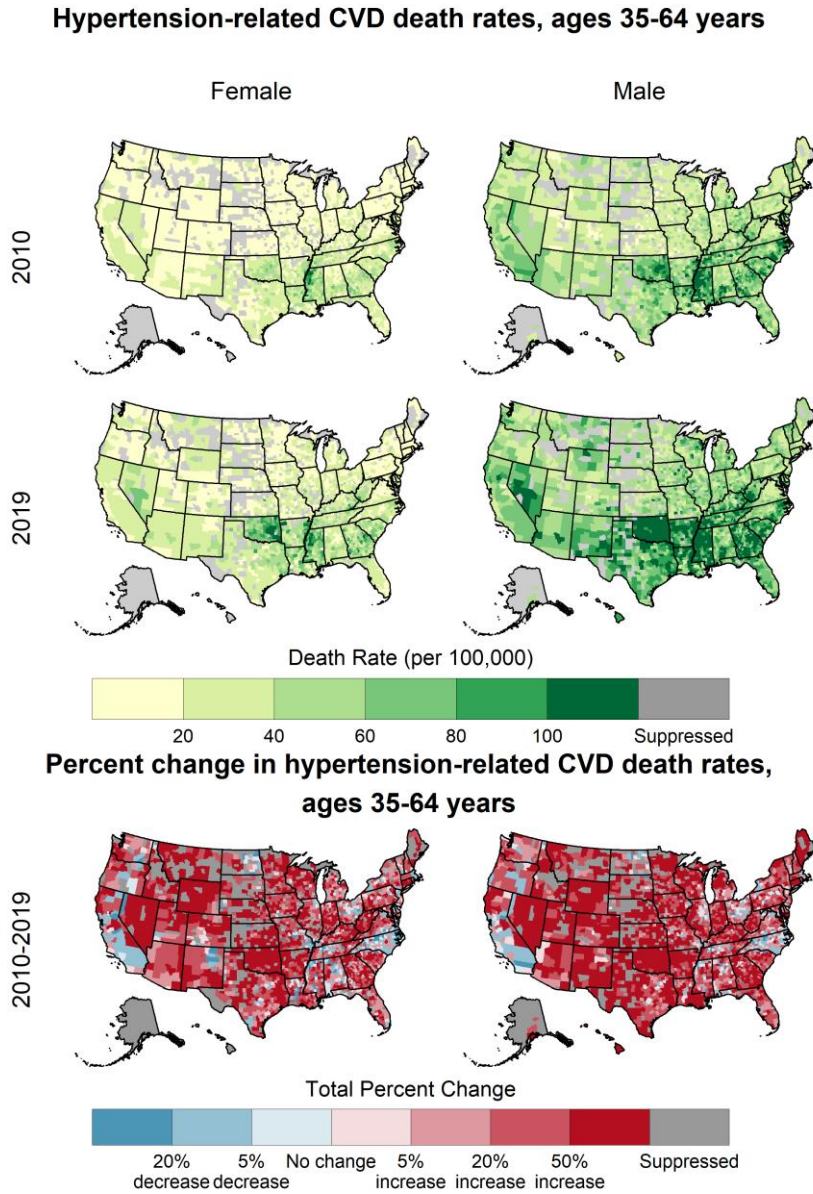 Hypertension-related CVD death rates, ages 35-64 years
Female
Male
2010
2019
Death Rate (per 100,000)
20 40 60 80 100 Suppressed
Percent change in hypertension-related CVD death rates,
ages 35-64 years
2010-2019
Total Percent Change
20% 5% No change 5% 20% 50% Suppressed
decrease decrease increase increase increase